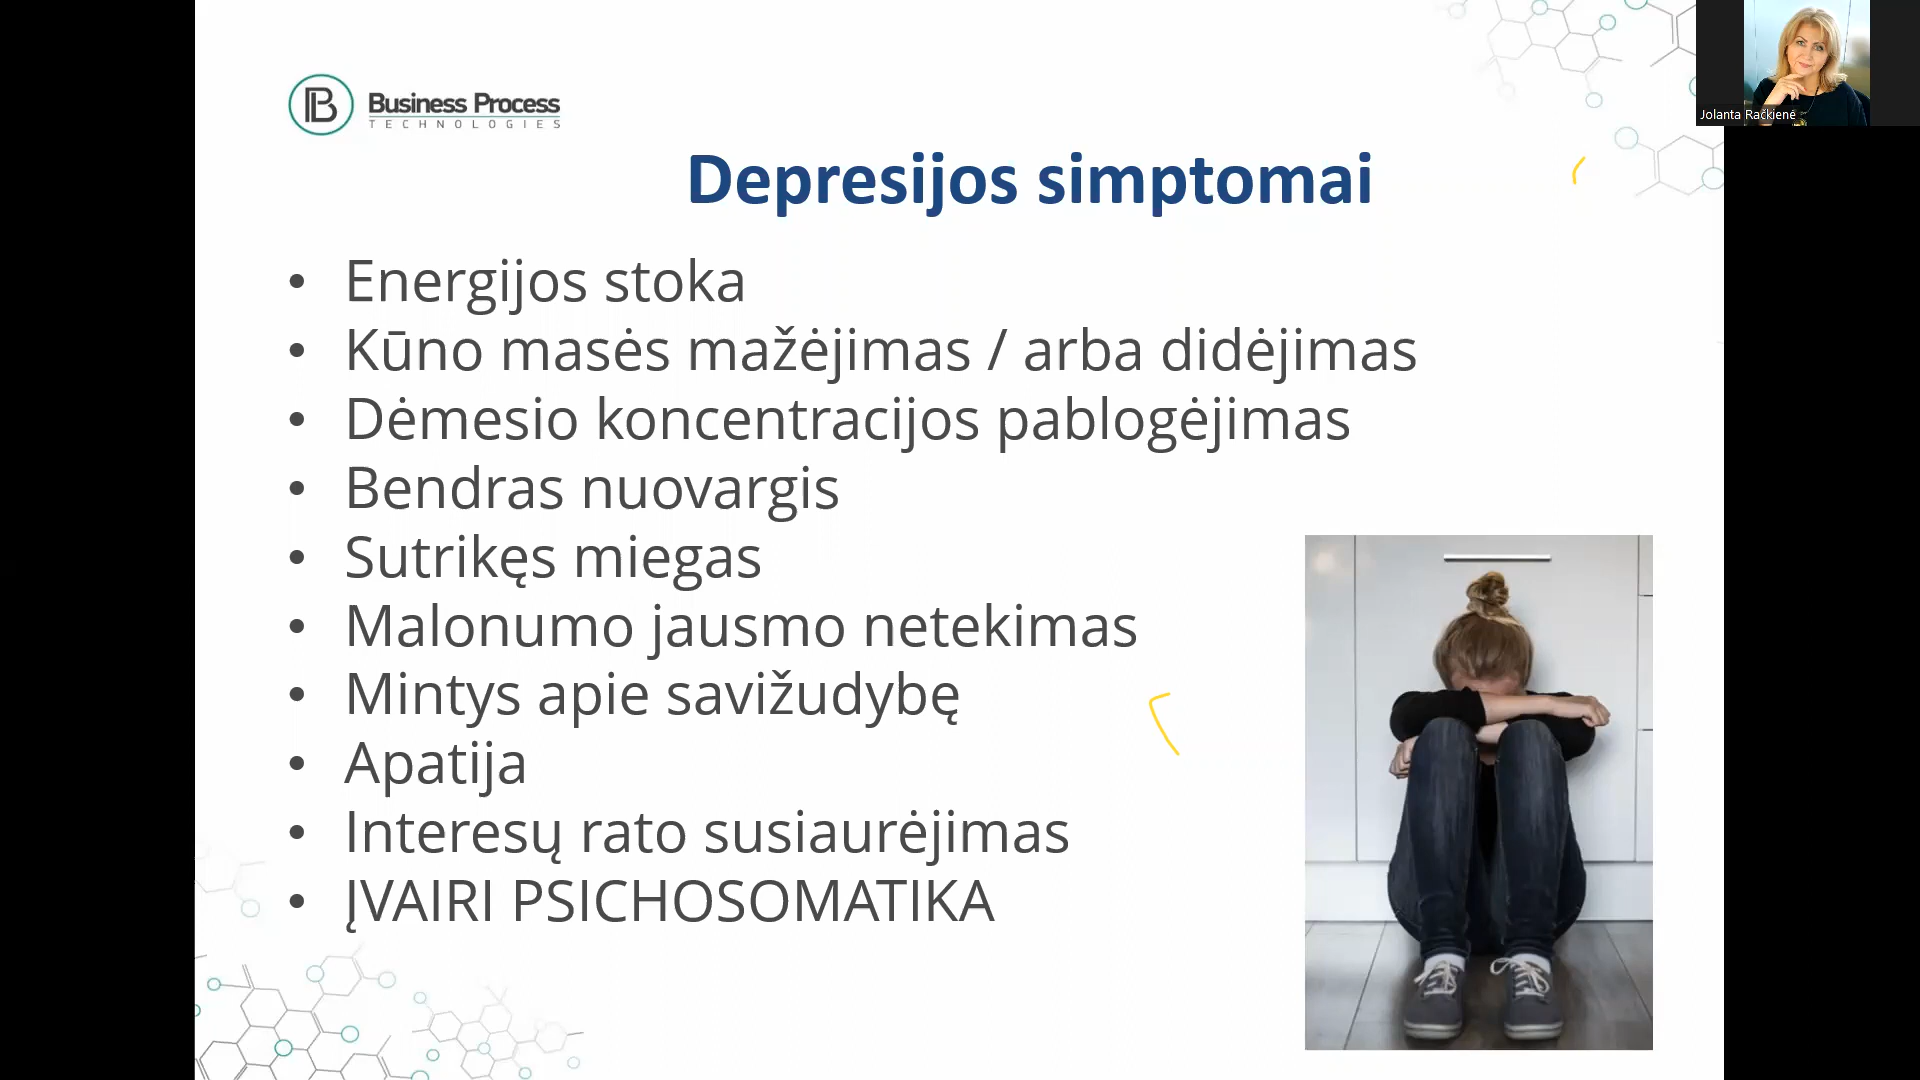 Business Process
TECHNOLOGIES
Jolanta Račkienė
Depresijos simptomai
• Energijos stoka
• Kūno masės mažėjimas / arba didėjimas
• Dėmesio koncentracijos pablogėjimas
• Bendras nuovargis
• Sutrikęs miegas
• Malonumo jausmo netekimas
• Mintys apie savižudybę
• Apatija
• Interesų rato susiaurėjimas
• ĮVAIRI PSICHOSOMATIKA